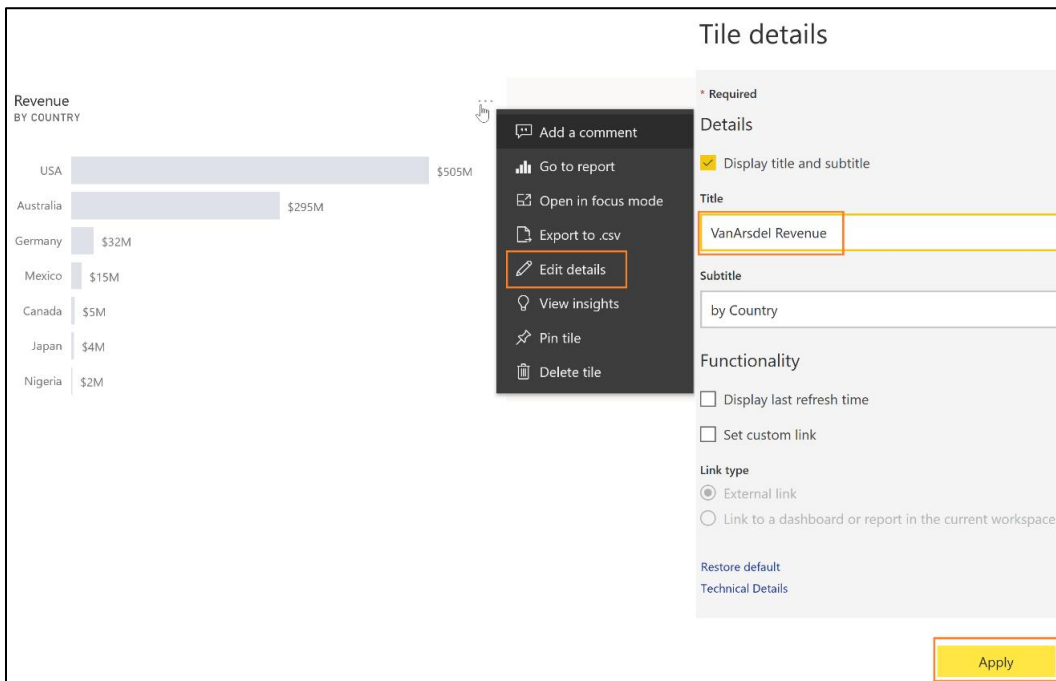 Revenue
BY COUNTRY
USA $505M
Australia $295M
Germany $32M
Mexico $15M
Canada $5M
Japan $4M
Nigeria $2M
...
Add a comment
Go to report
Open in focus mode
Export to .csv
Edit details
View insights
Pin tile
Delete tile
Tile details
* Required
Details
Display title and subtitle
Title
VanArsdel Revenue
Subtitle
by Country
Functionality
Display last refresh time
Set custom link
Link type
External link
Link to a dashboard or report in the current workspace
Restore default
Technical Details
Apply